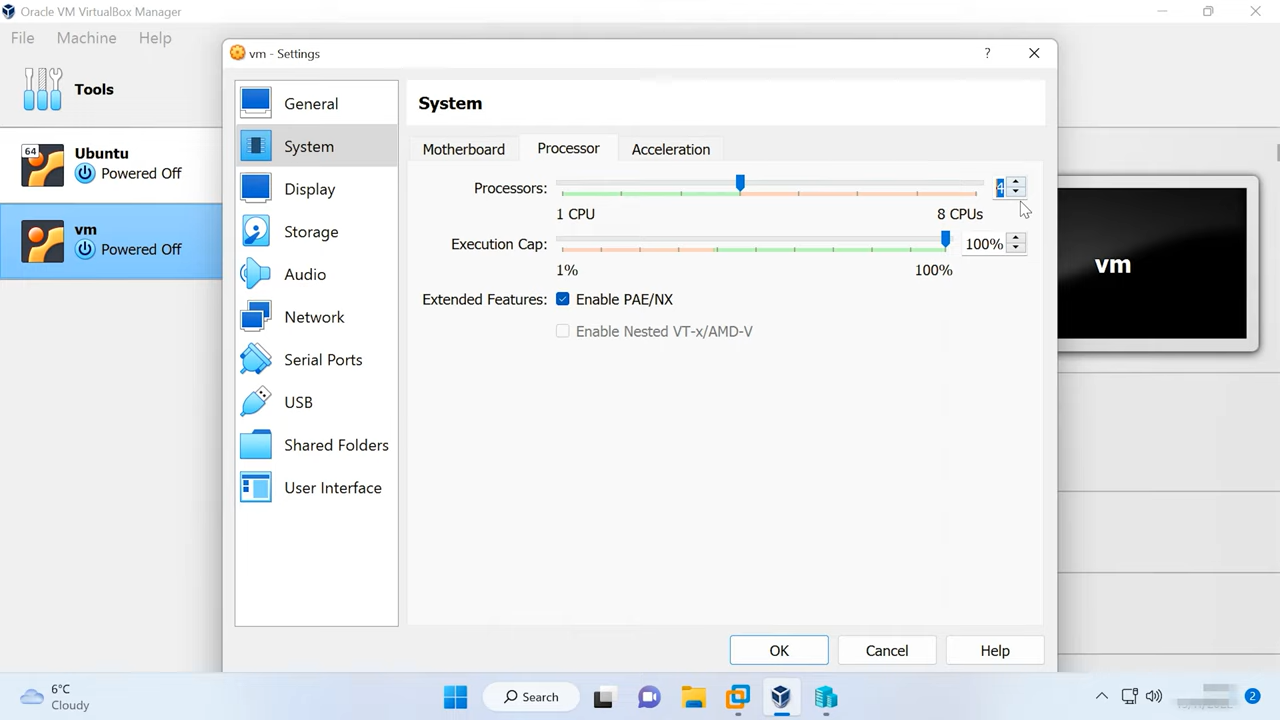 Oracle VM VirtualBox Manager
File Machine Help
vm - Settings
?
Tools
General
System
64
Ubuntu
Powered Off
vm
Powered Off
System
Display
Storage
Audio
Network
Serial Ports
USB
Shared Folders
User Interface
Motherboard Processor Acceleration
Processors: 4
1 CPU 8 CPUs
Execution Cap: 100%
1% 100%
Extended Features: Enable PAE/NX
Enable Nested VT-x/AMD-V
vm
OK Cancel Help
6°C
Cloudy
Search
2